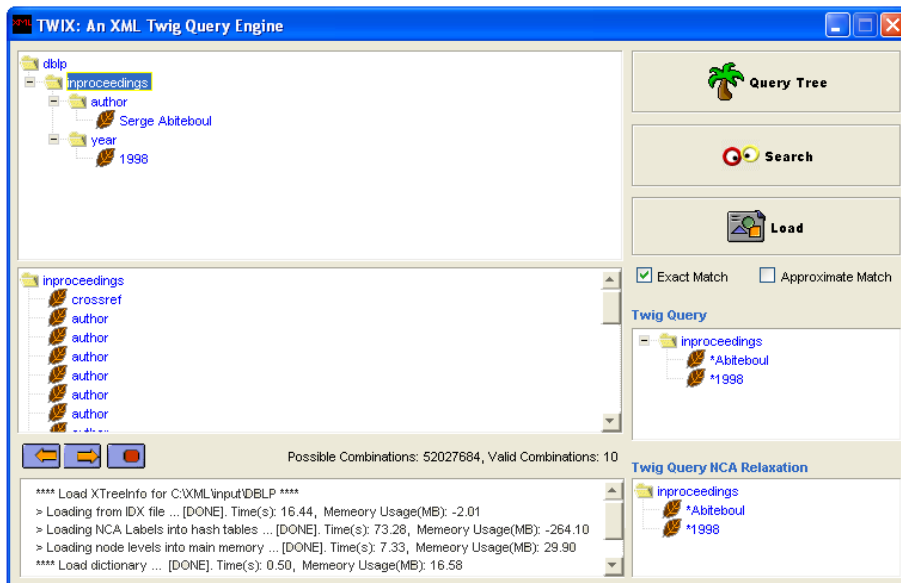 XML TWIX: An XML Twig Query Engine
dblp
inproceedings
author
Serge Abiteboul
year
1998
Query Tree
Search
Load
Exact Match Approximate Match
inproceedings
crossref
author
author
author
author
author
author
author
Twig Query
inproceedings
*Abiteboul
*1998
Possible Combinations: 52027684, Valid Combinations: 10
Twig Query NCA Relaxation
inproceedings
*Abiteboul
*1998
**** Load XTreeInfo for C:\XML\input\DBLP ****
> Loading from IDX file ... [DONE]. Time(s): 16.44, Memeory Usage(MB): -2.01
> Loading NCA Labels into hash tables ... [DONE]. Time(s): 73.28, Memeory Usage(MB): -264.10
> Loading node levels into main memory ... [DONE]. Time(s): 7.33, Memeory Usage(MB): 29.90
**** Load dictionary ... [DONE]. Time(s): 0.50, Memeory Usage(MB): 16.58